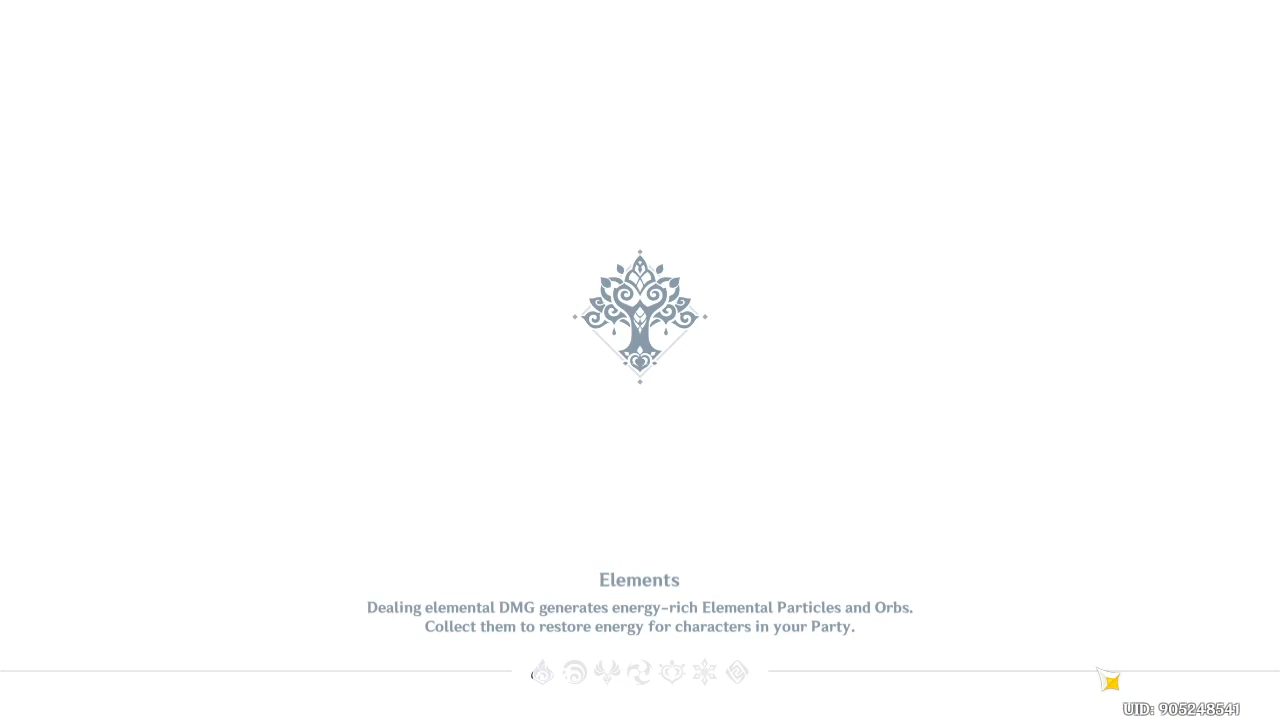 Elements
Dealing elemental DMG generates energy-rich Elemental Particles and Orbs.
Collect them to restore energy for characters in your Party.
UID: 905248541